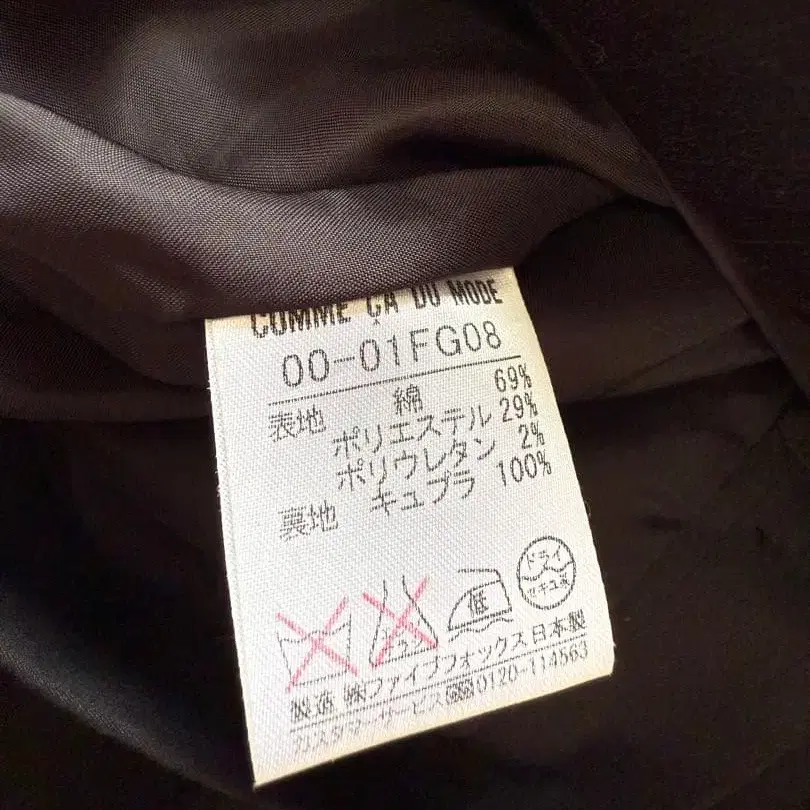 COMME ÇA DU MODE
00-01FG08
表地 綿 69%
ポリエステル 29%
ポリウレタン 2%
裏地 キュプラ 100%
エンソ 低 ドライ
セキユ系
製造 ㈱ファイブフォックス 日本製
カスタマーサービス 0120-114563